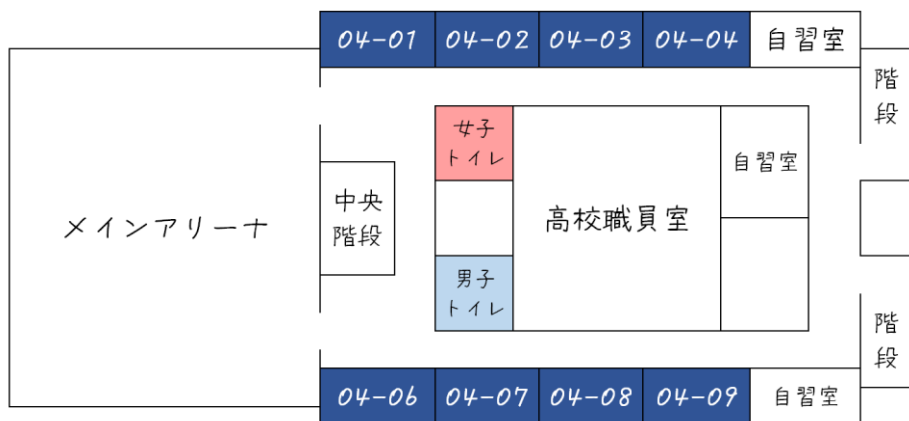 04-01 04-02 04-03 04-04 自習室
階段
女子
トイレ
自習室
メインアリーナ
中央
階段
高校職員室
男子
トイレ
階段
04-06 04-07 04-08 04-09 自習室